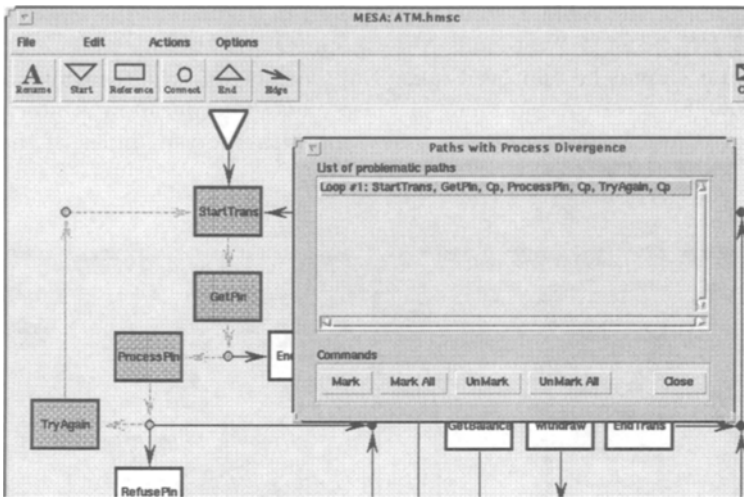 MESA: ATM.hmsc
File Edit Actions Options
A
Rename Start Reference Connect End Edge
Paths with Process Divergence
List of problematic paths
Loop #1: StartTrans, GetPin, Cp, ProcessPin, Cp, TryAgain, Cp
StartTrans
GetPin
ProcessPin
Commands
Mark Mark All UnMark UnMark All Close
TryAgain
GetBalance Withdraw EndTrans
RefusePin